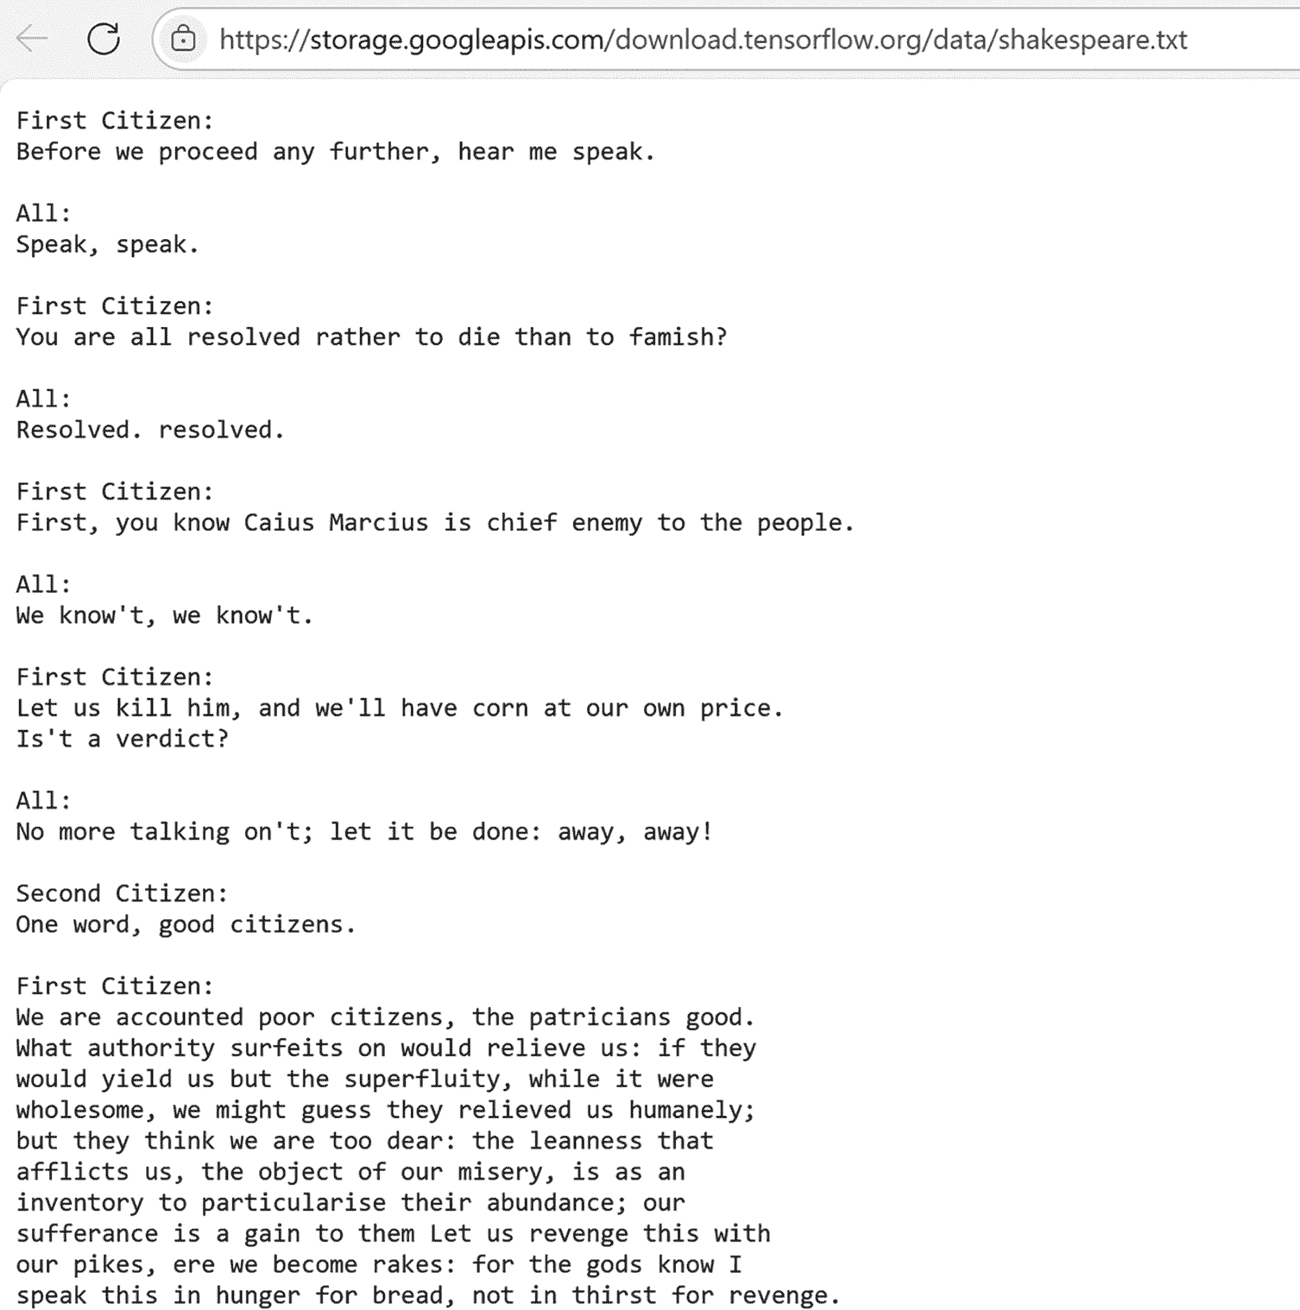 https://storage.googleapis.com/download.tensorflow.org/data/shakespeare.txt
First Citizen:
Before we proceed any further, hear me speak.
All:
Speak, speak.
First Citizen:
You are all resolved rather to die than to famish?
All:
Resolved. resolved.
First Citizen:
First, you know Caius Marcius is chief enemy to the people.
All:
We know't, we know't.
First Citizen:
Let us kill him, and we'll have corn at our own price.
Is't a verdict?
All:
No more talking on't; let it be done: away, away!
Second Citizen:
One word, good citizens.
First Citizen:
We are accounted poor citizens, the patricians good.
What authority surfeits on would relieve us: if they
would yield us but the superfluity, while it were
wholesome, we might guess they relieved us humanely;
but they think we are too dear: the leanness that
afflicts us, the object of our misery, is as an
inventory to particularise their abundance; our
sufferance is a gain to them Let us revenge this with
our pikes, ere we become rakes: for the gods know I
speak this in hunger for bread, not in thirst for revenge.